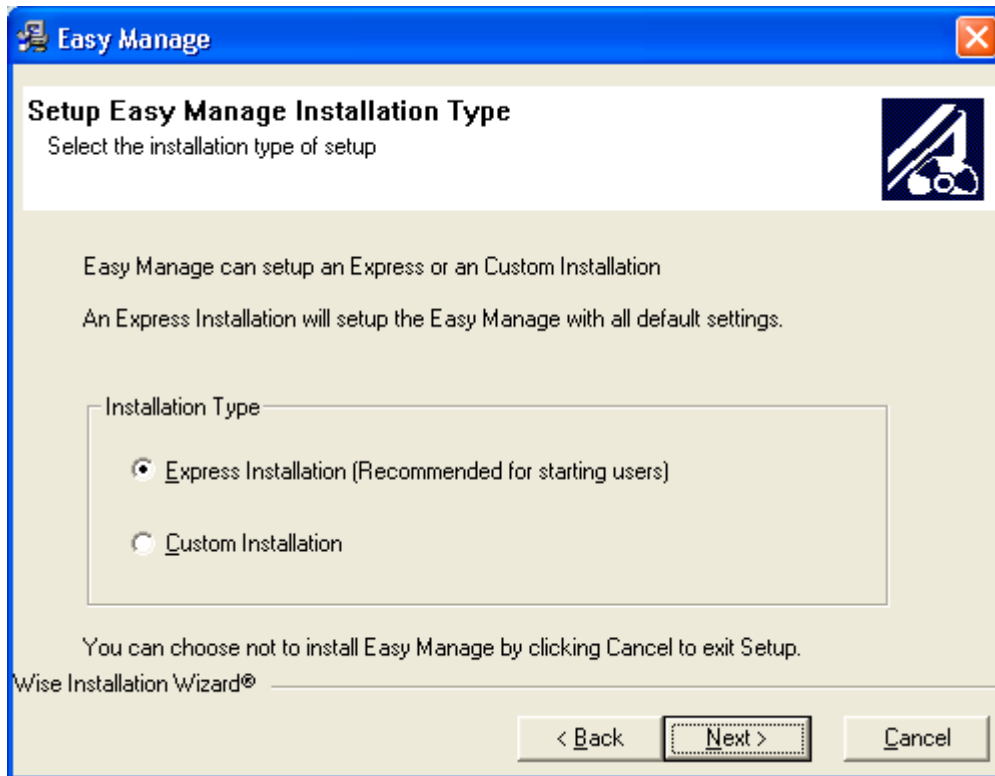 Easy Manage
Setup Easy Manage Installation Type
Select the installation type of setup
Easy Manage can setup an Express or an Custom Installation
An Express Installation will setup the Easy Manage with all default settings.
Installation Type
Express Installation (Recommended for starting users)
Custom Installation
You can choose not to install Easy Manage by clicking Cancel to exit Setup.
Wise Installation Wizard®
< Back
Next >
Cancel